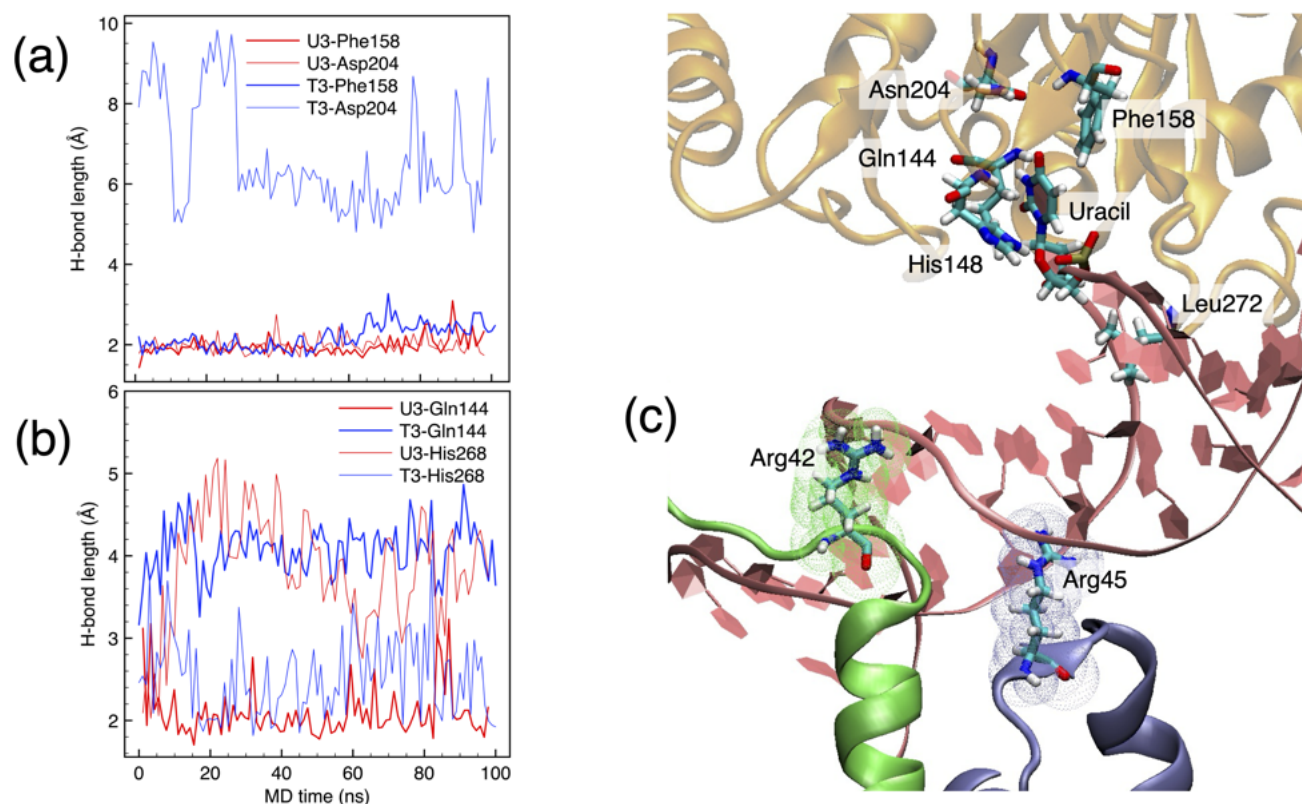 (a)
10
8
6
4
2
H-bond length (Å)
U3-Phe158
U3-Asp204
T3-Phe158
T3-Asp204
(b)
6
5
4
3
2
H-bond length (Å)
U3-Gln144
T3-Gln144
U3-His268
T3-His268
0
20
40
60
80
100
MD time (ns)
(c)
Asn204
Phe158
Gln144
Uracil
His148
Leu272
Arg42
Arg45